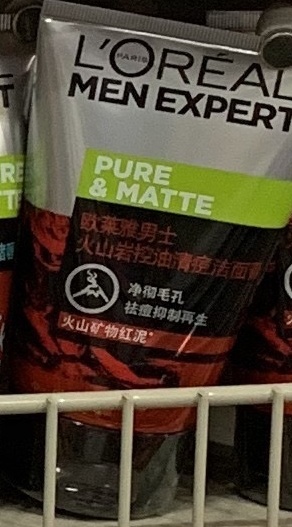 L'ORÉAL
PARIS
MEN EXPERT
PURE
& MATTE
欧莱雅男士
火山岩控油清痘洁面膏
净彻毛孔
祛痘抑制再生
火山矿物红泥*